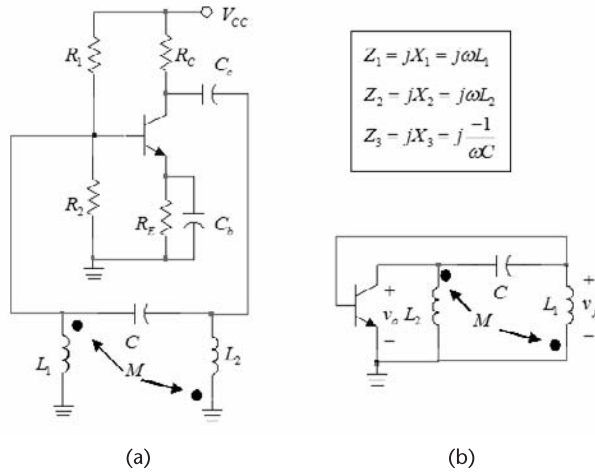 V_CC
R_1
R_C
C_c
R_2
R_E
C_b
C
L_1
M
L_2
(a)
Z_1 = jX_1 = jωL_1
Z_2 = jX_2 = jωL_2
Z_3 = jX_3 = j −1/ωC
+
v_o
−
L_2
C
M
L_1
+
−
(b)